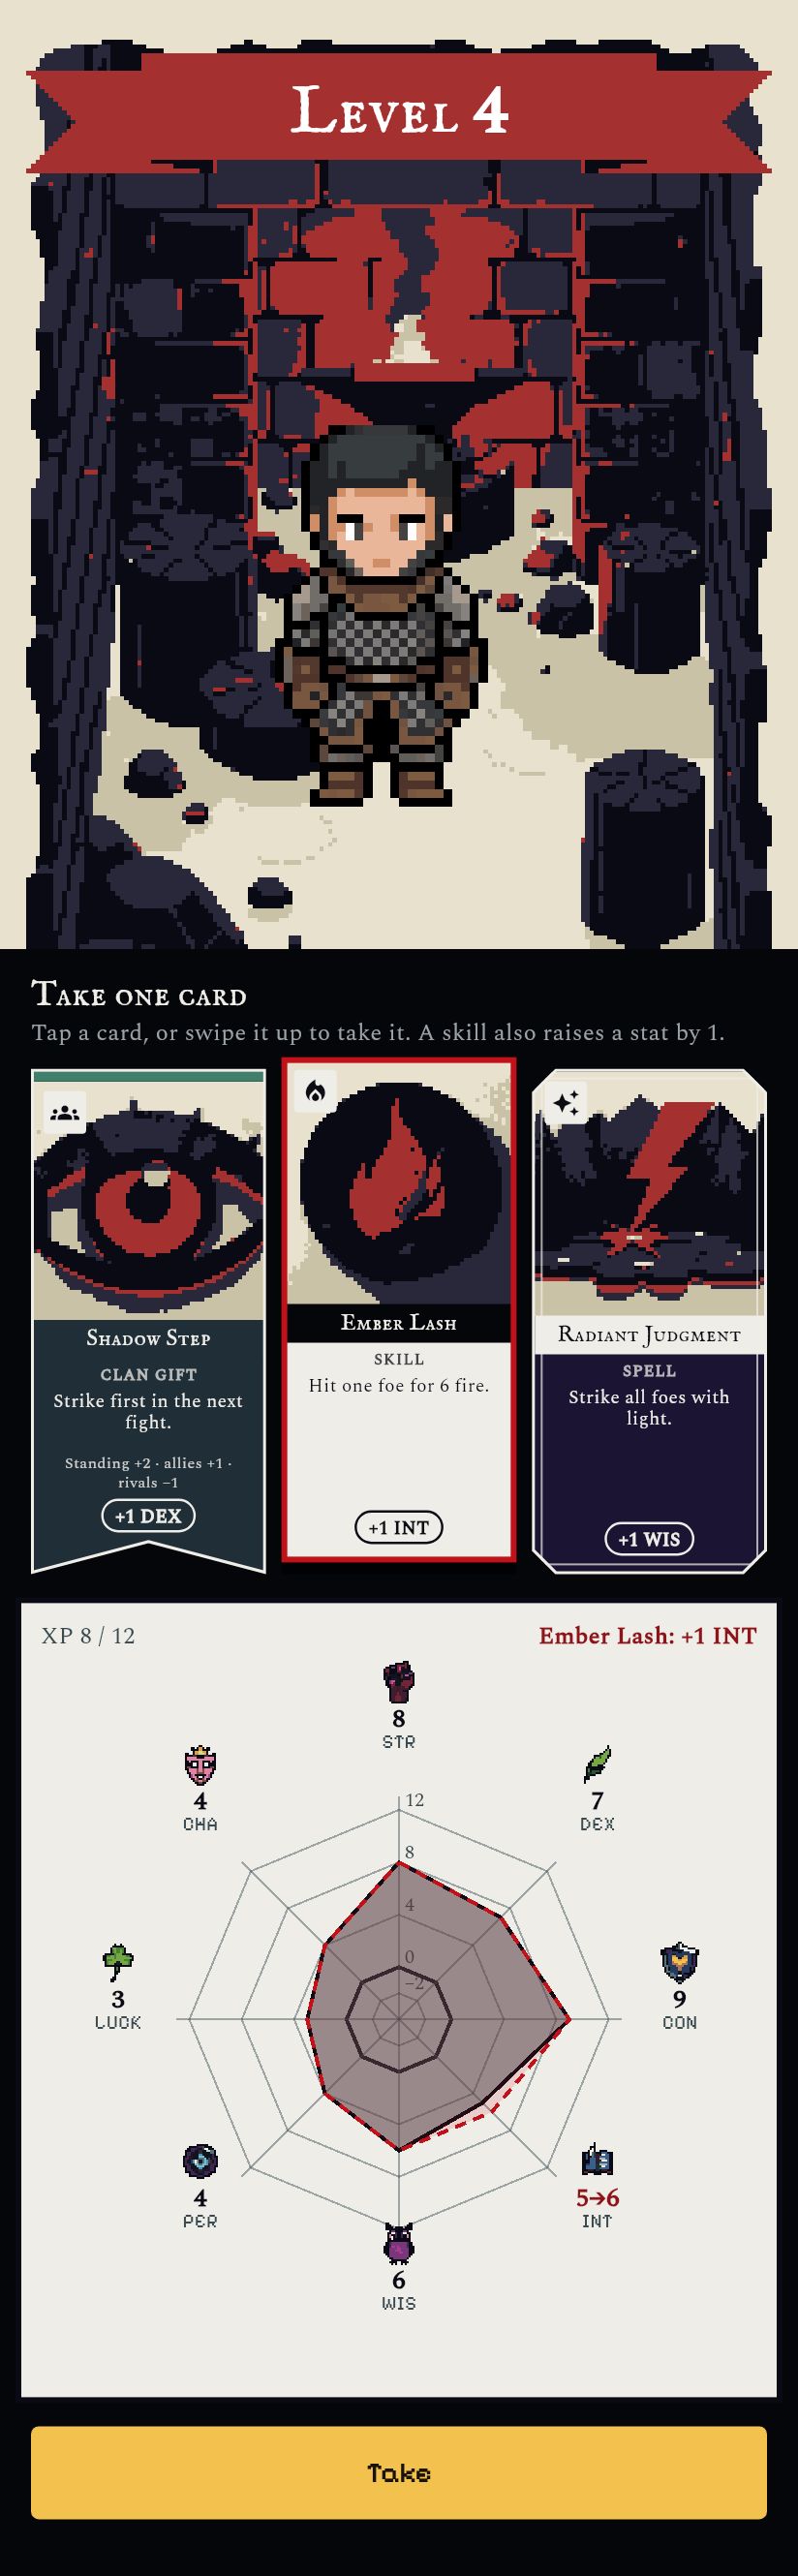 Level 4
Take one card
Tap a card, or swipe it up to take it. A skill also raises a stat by 1.
Shadow Step
CLAN GIFT
Strike first in the next
fight.
Standing +2 · allies +1 ·
rivals −1
+1 DEX
Ember Lash
SKILL
Hit one foe for 6 fire.
+1 INT
Radiant Judgment
SPELL
Strike all foes with
light.
+1 WIS
XP 8 / 12
Ember Lash: +1 INT
8
STR
4
CHA
7
DEX
12
8
4
0
−2
3
LUCK
9
CON
4
PER
5→6
INT
6
WIS
Take